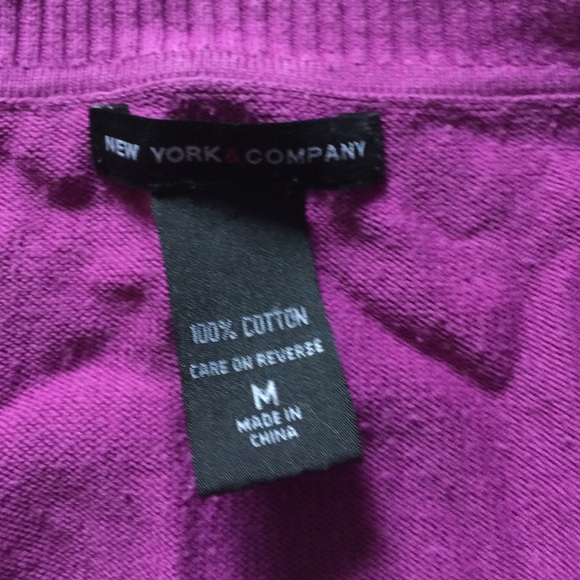 NEW YORK & COMPANY
100% COTTON
CARE ON REVERSE
M
MADE IN
CHINA